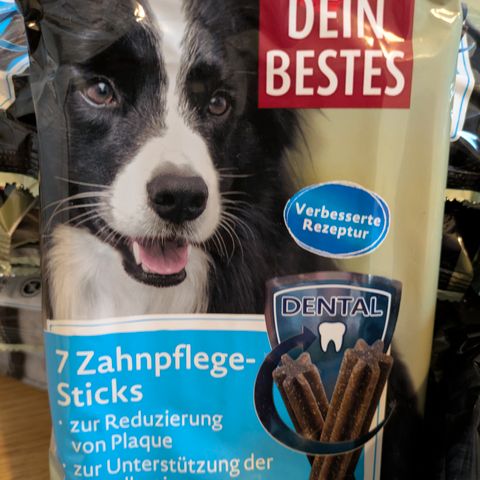 DEIN
BESTES
Verbesserte
Rezeptur
DENTAL
7 Zahnpflege-
Sticks
· zur Reduzierung
von Plaque
· zur Unterstützung der